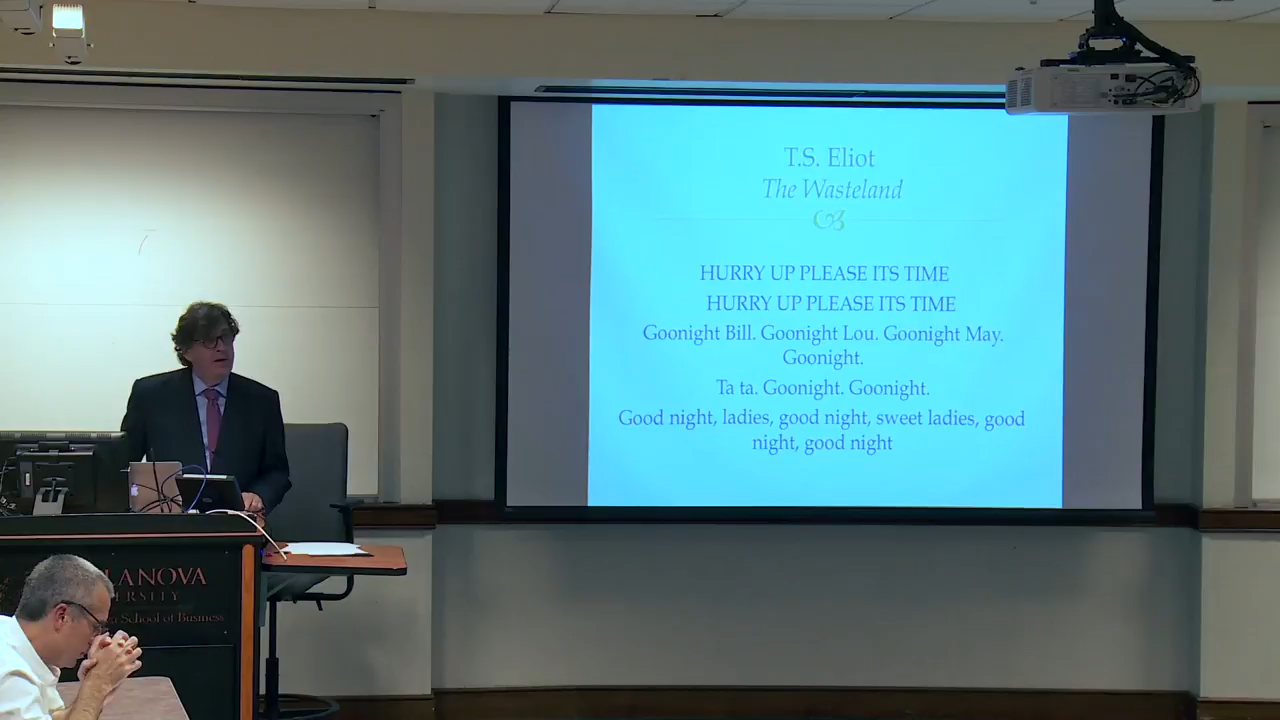 T.S. Eliot
The Wasteland
HURRY UP PLEASE ITS TIME
HURRY UP PLEASE ITS TIME
Goonight Bill. Goonight Lou. Goonight May.
Goonight.
Ta ta. Goonight. Goonight.
Good night, ladies, good night, sweet ladies, good
night, good night
LANOVA
ERSITY
School of Business